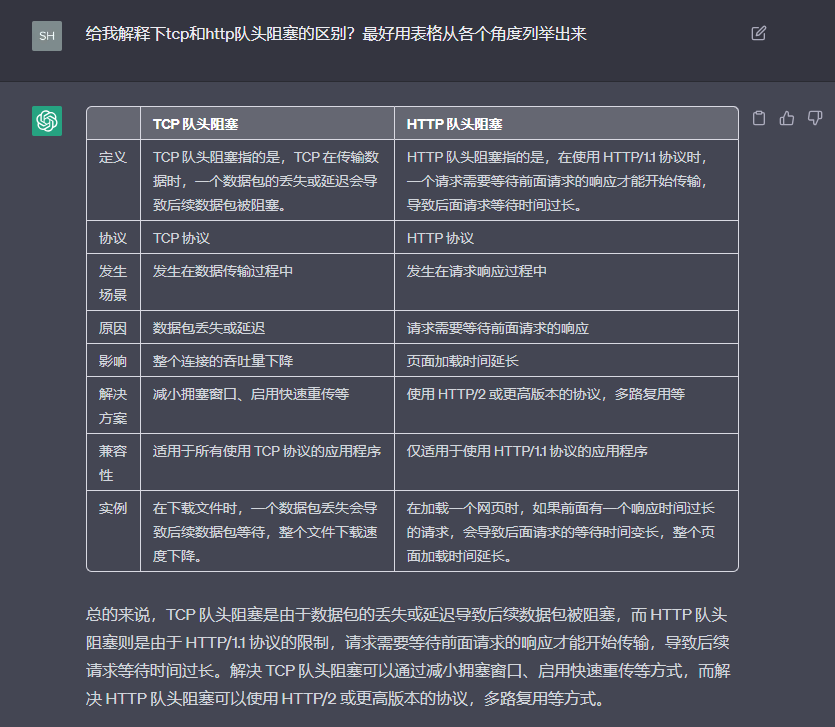 SH
给我解释下tcp和http队头阻塞的区别？最好用表格从各个角度列举出来
TCP 队头阻塞
HTTP 队头阻塞
定义
TCP 队头阻塞指的是，TCP 在传输数
据时，一个数据包的丢失或延迟会导
致后续数据包被阻塞。
HTTP 队头阻塞指的是，在使用 HTTP/1.1 协议时，
一个请求需要等待前面请求的响应才能开始传输，
导致后面请求等待时间过长。
协议
TCP 协议
HTTP 协议
发生
场景
发生在数据传输过程中
发生在请求响应过程中
原因
数据包丢失或延迟
请求需要等待前面请求的响应
影响
整个连接的吞吐量下降
页面加载时间延长
解决
方案
减小拥塞窗口、启用快速重传等
使用 HTTP/2 或更高版本的协议，多路复用等
兼容
性
适用于所有使用 TCP 协议的应用程序
仅适用于使用 HTTP/1.1 协议的应用程序
实例
在下载文件时，一个数据包丢失会导
致后续数据包等待，整个文件下载速
度下降。
在加载一个网页时，如果前面有一个响应时间过长
的请求，会导致后面请求的等待时间变长，整个页
面加载时间延长。
总的来说，TCP 队头阻塞是由于数据包的丢失或延迟导致后续数据包被阻塞，而 HTTP 队头
阻塞则是由于 HTTP/1.1 协议的限制，请求需要等待前面请求的响应才能开始传输，导致后续
请求等待时间过长。解决 TCP 队头阻塞可以通过减小拥塞窗口、启用快速重传等方式，而解
决 HTTP 队头阻塞可以使用 HTTP/2 或更高版本的协议，多路复用等方式。